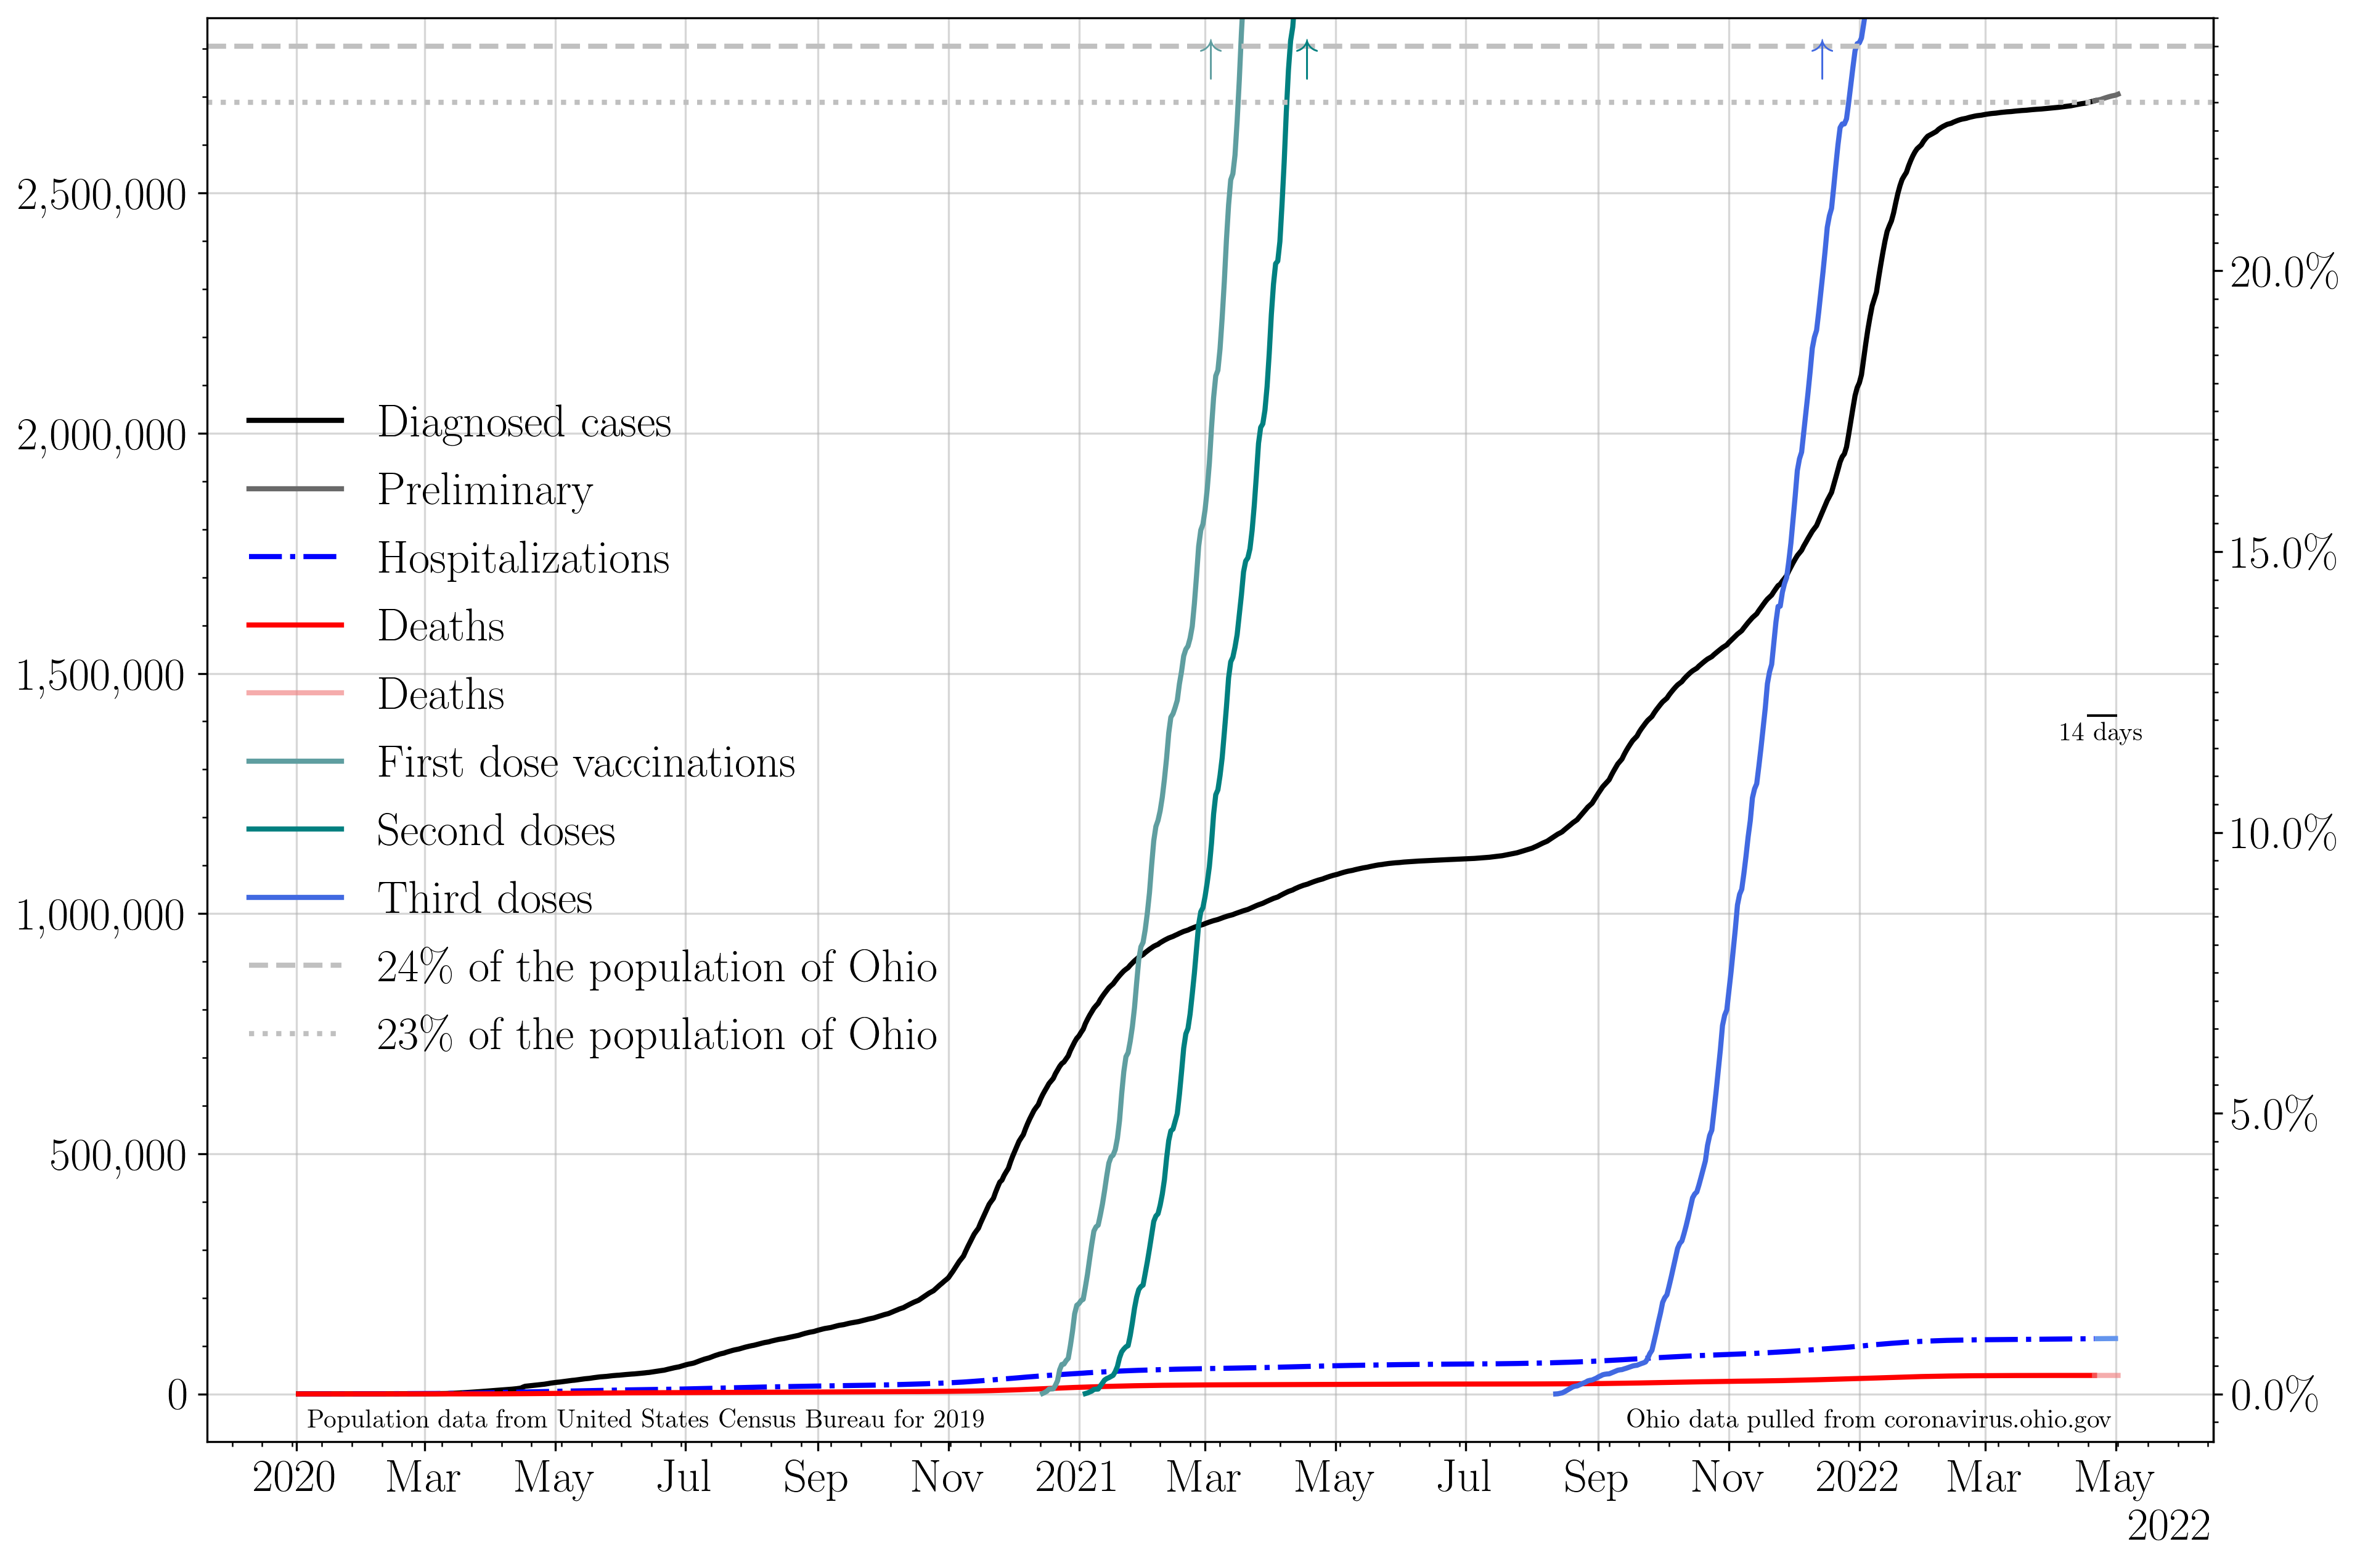 2,500,000
2,000,000
1,500,000
1,000,000
500,000
0
20.0%
15.0%
10.0%
5.0%
0.0%
Diagnosed cases
Preliminary
Hospitalizations
Deaths
Deaths
First dose vaccinations
Second doses
Third doses
24% of the population of Ohio
23% of the population of Ohio
14 days
Population data from United States Census Bureau for 2019
Ohio data pulled from coronavirus.ohio.gov
2020 Mar May Jul Sep Nov 2021 Mar May Jul Sep Nov 2022 Mar May
2022